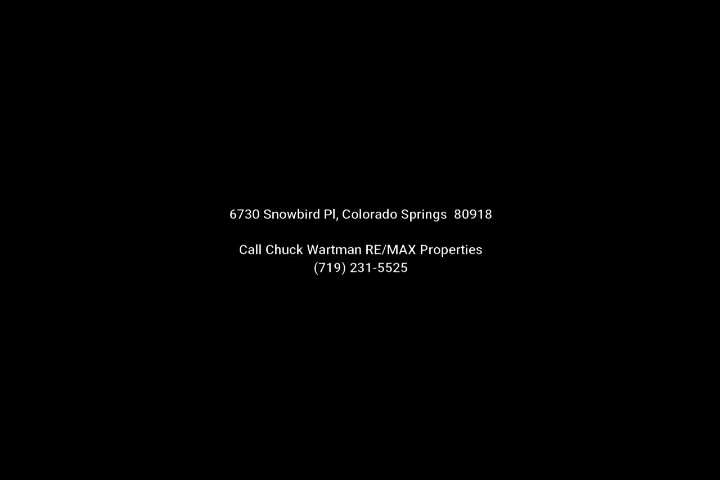 6730 Snowbird Pl, Colorado Springs  80918
Call Chuck Wartman RE/MAX Properties
(719) 231-5525